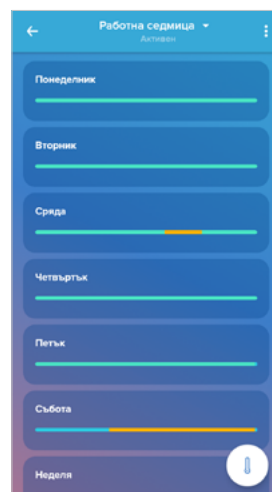 Работна седмица
Активен
Понеделник
Вторник
Сряда
Четвъртък
Петък
Събота
Неделя